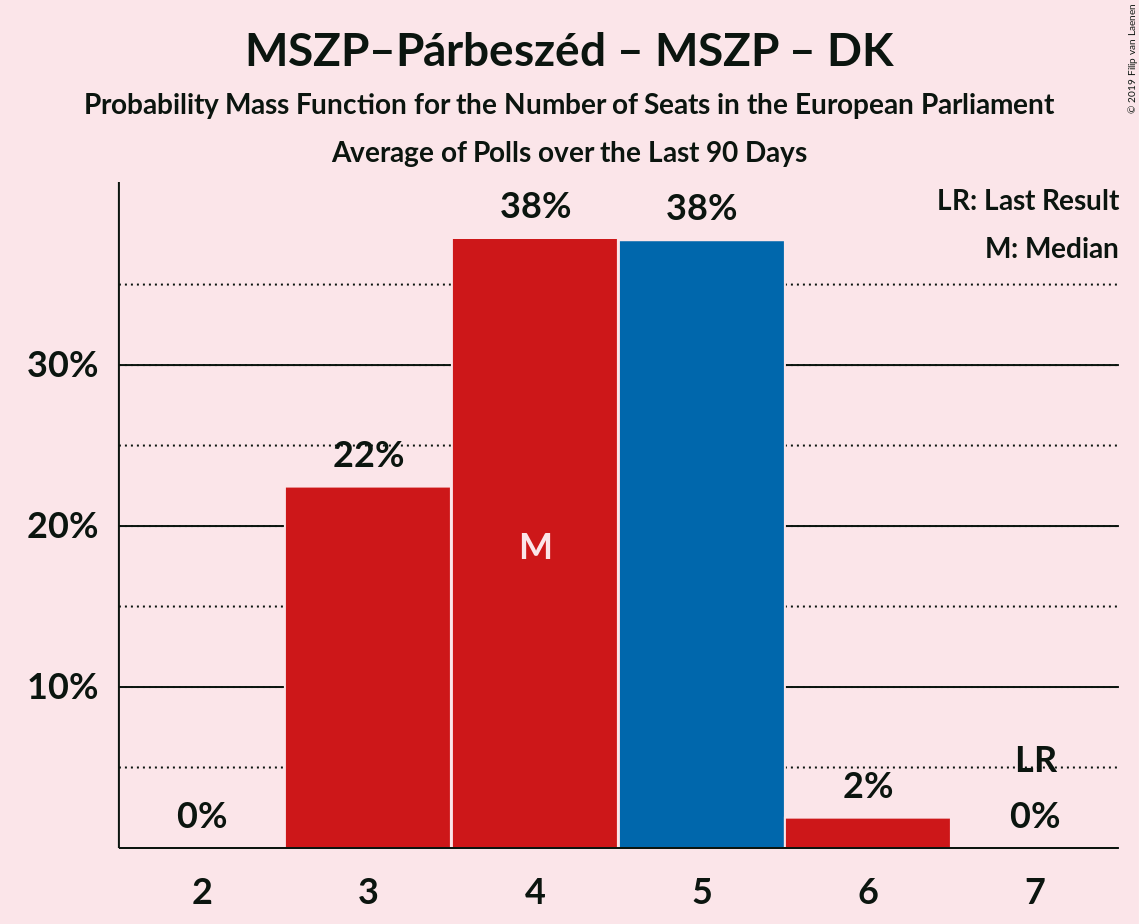 MSZP–Párbeszéd – MSZP – DK
Probability Mass Function for the Number of Seats in the European Parliament
Average of Polls over the Last 90 Days
© 2019 Filip van Laenen
LR: Last Result
M: Median
38%
38%
30%
22%
20%
M
10%
LR
2%
0%
0%
2 3 4 5 6 7